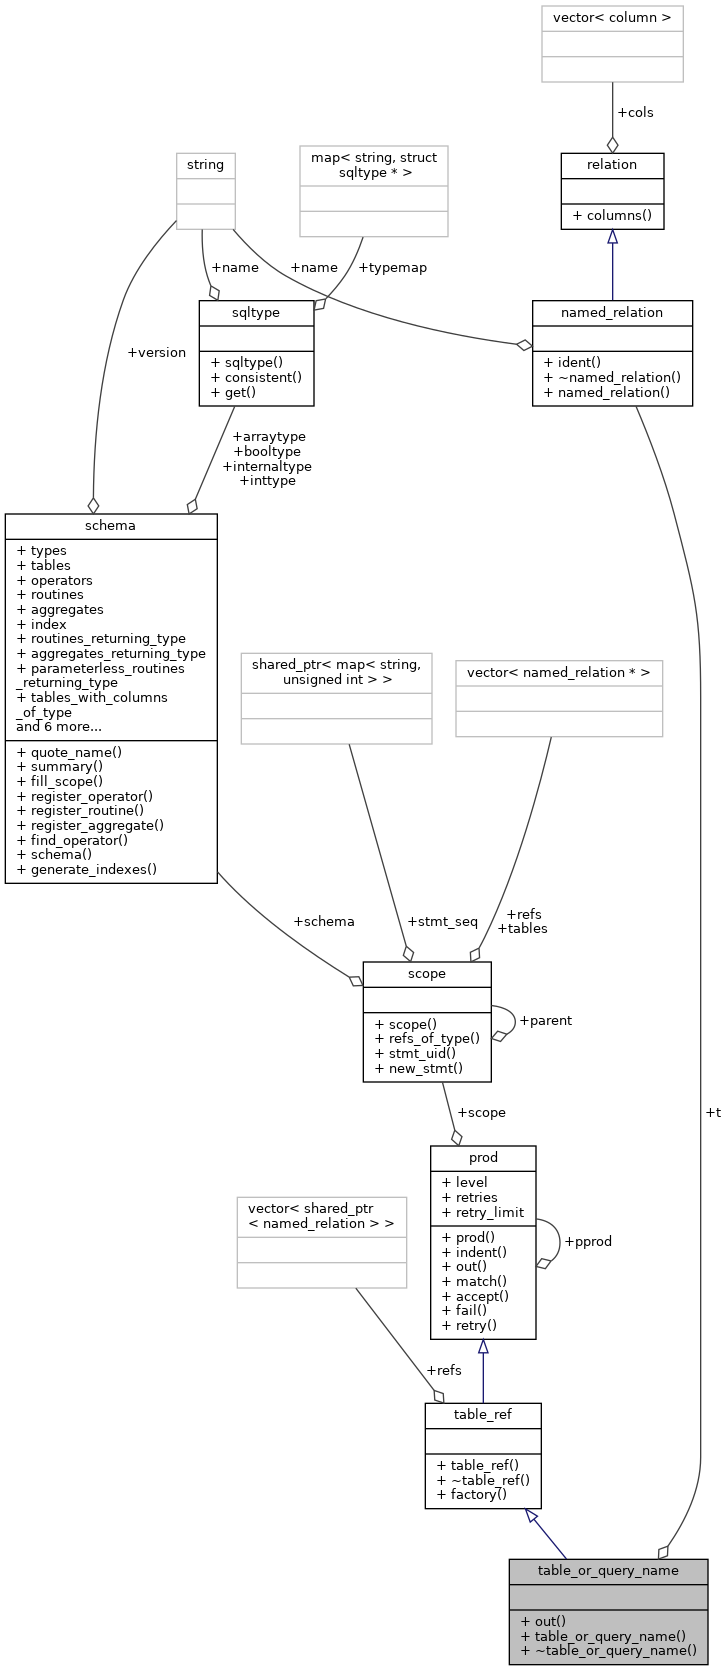 vector< column >
+cols
string
map< string, struct
sqltype * >
relation
+ columns()
+name
+name
+typemap
sqltype
+ sqltype()
+ consistent()
+ get()
named_relation
+ ident()
+ ~named_relation()
+ named_relation()
+version
+arraytype
+booltype
+internaltype
+inttype
schema
+ types
+ tables
+ operators
+ routines
+ aggregates
+ index
+ routines_returning_type
+ aggregates_returning_type
+ parameterless_routines
_returning_type
+ tables_with_columns
_of_type
and 6 more...
+ quote_name()
+ summary()
+ fill_scope()
+ register_operator()
+ register_routine()
+ register_aggregate()
+ find_operator()
+ schema()
+ generate_indexes()
shared_ptr< map< string,
unsigned int > >
vector< named_relation * >
+schema
+stmt_seq
+refs
+tables
scope
+ scope()
+ refs_of_type()
+ stmt_uid()
+ new_stmt()
+parent
+scope
+t
prod
+ level
+ retries
+ retry_limit
+ prod()
+ indent()
+ out()
+ match()
+ accept()
+ fail()
+ retry()
+pprod
vector< shared_ptr
< named_relation > >
+refs
table_ref
+ table_ref()
+ ~table_ref()
+ factory()
table_or_query_name
+ out()
+ table_or_query_name()
+ ~table_or_query_name()